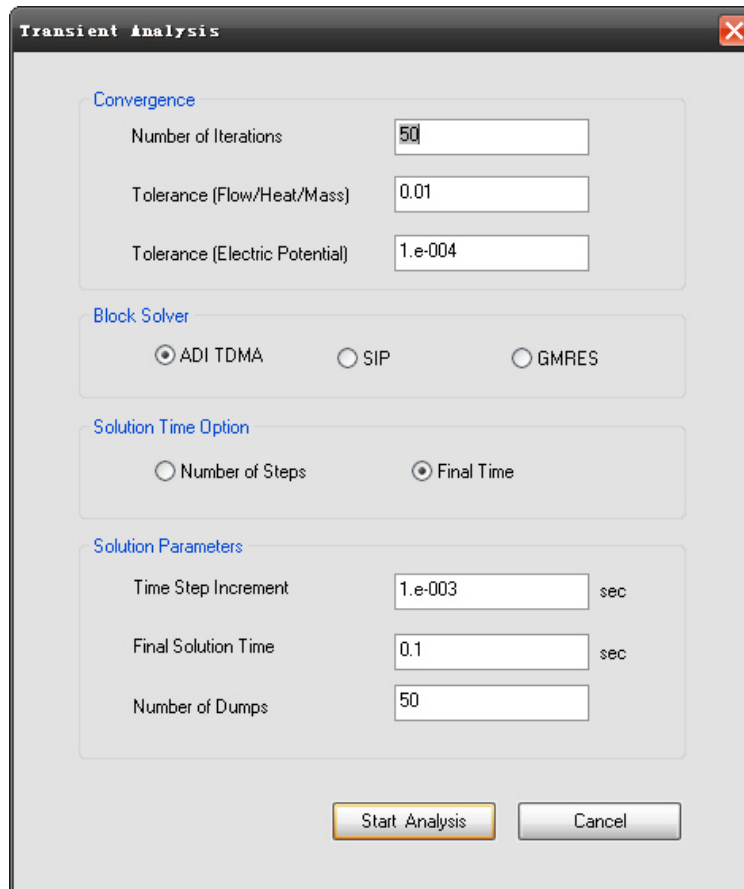 Transient Analysis
Convergence
Number of Iterations 50
Tolerance (Flow/Heat/Mass) 0.01
Tolerance (Electric Potential) 1.e-004
Block Solver
ADI TDMA SIP GMRES
Solution Time Option
Number of Steps Final Time
Solution Parameters
Time Step Increment 1.e-003 sec
Final Solution Time 0.1 sec
Number of Dumps 50
Start Analysis Cancel